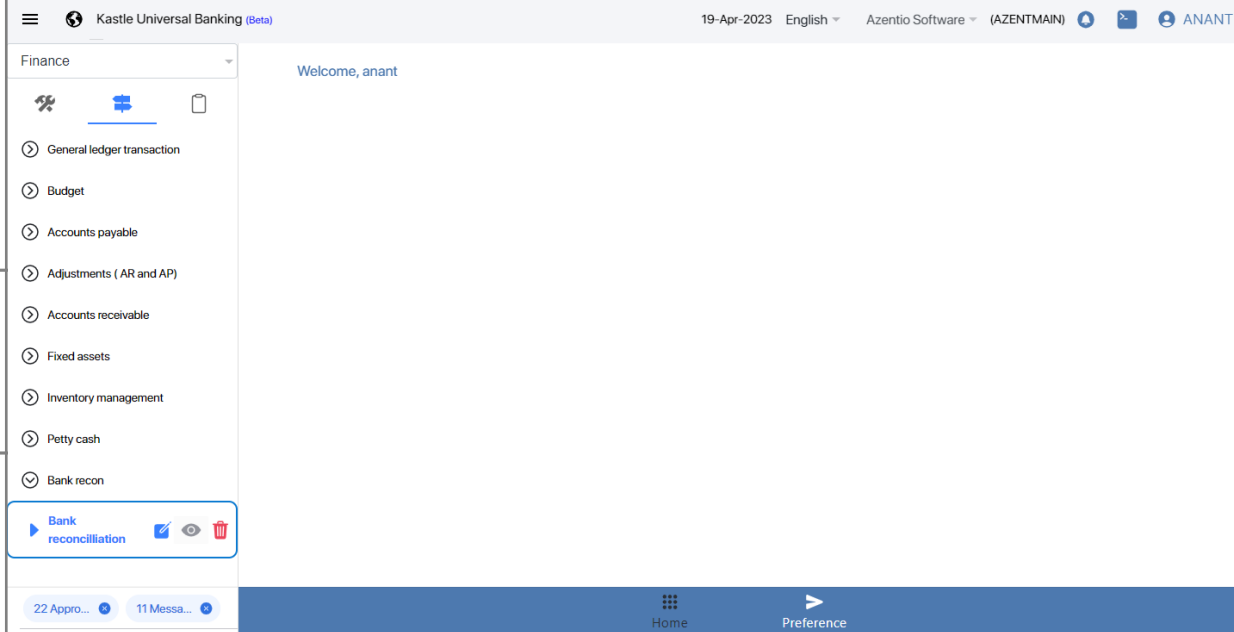 Kastle Universal Banking (Beta)
19-Apr-2023 English Azentio Software (AZENTMAIN) ANANT
Finance
Welcome, anant
General ledger transaction
Budget
Accounts payable
Adjustments ( AR and AP)
Accounts receivable
Fixed assets
Inventory management
Petty cash
Bank recon
Bank
reconcilliation
22 Appro... 11 Messa...
Home Preference